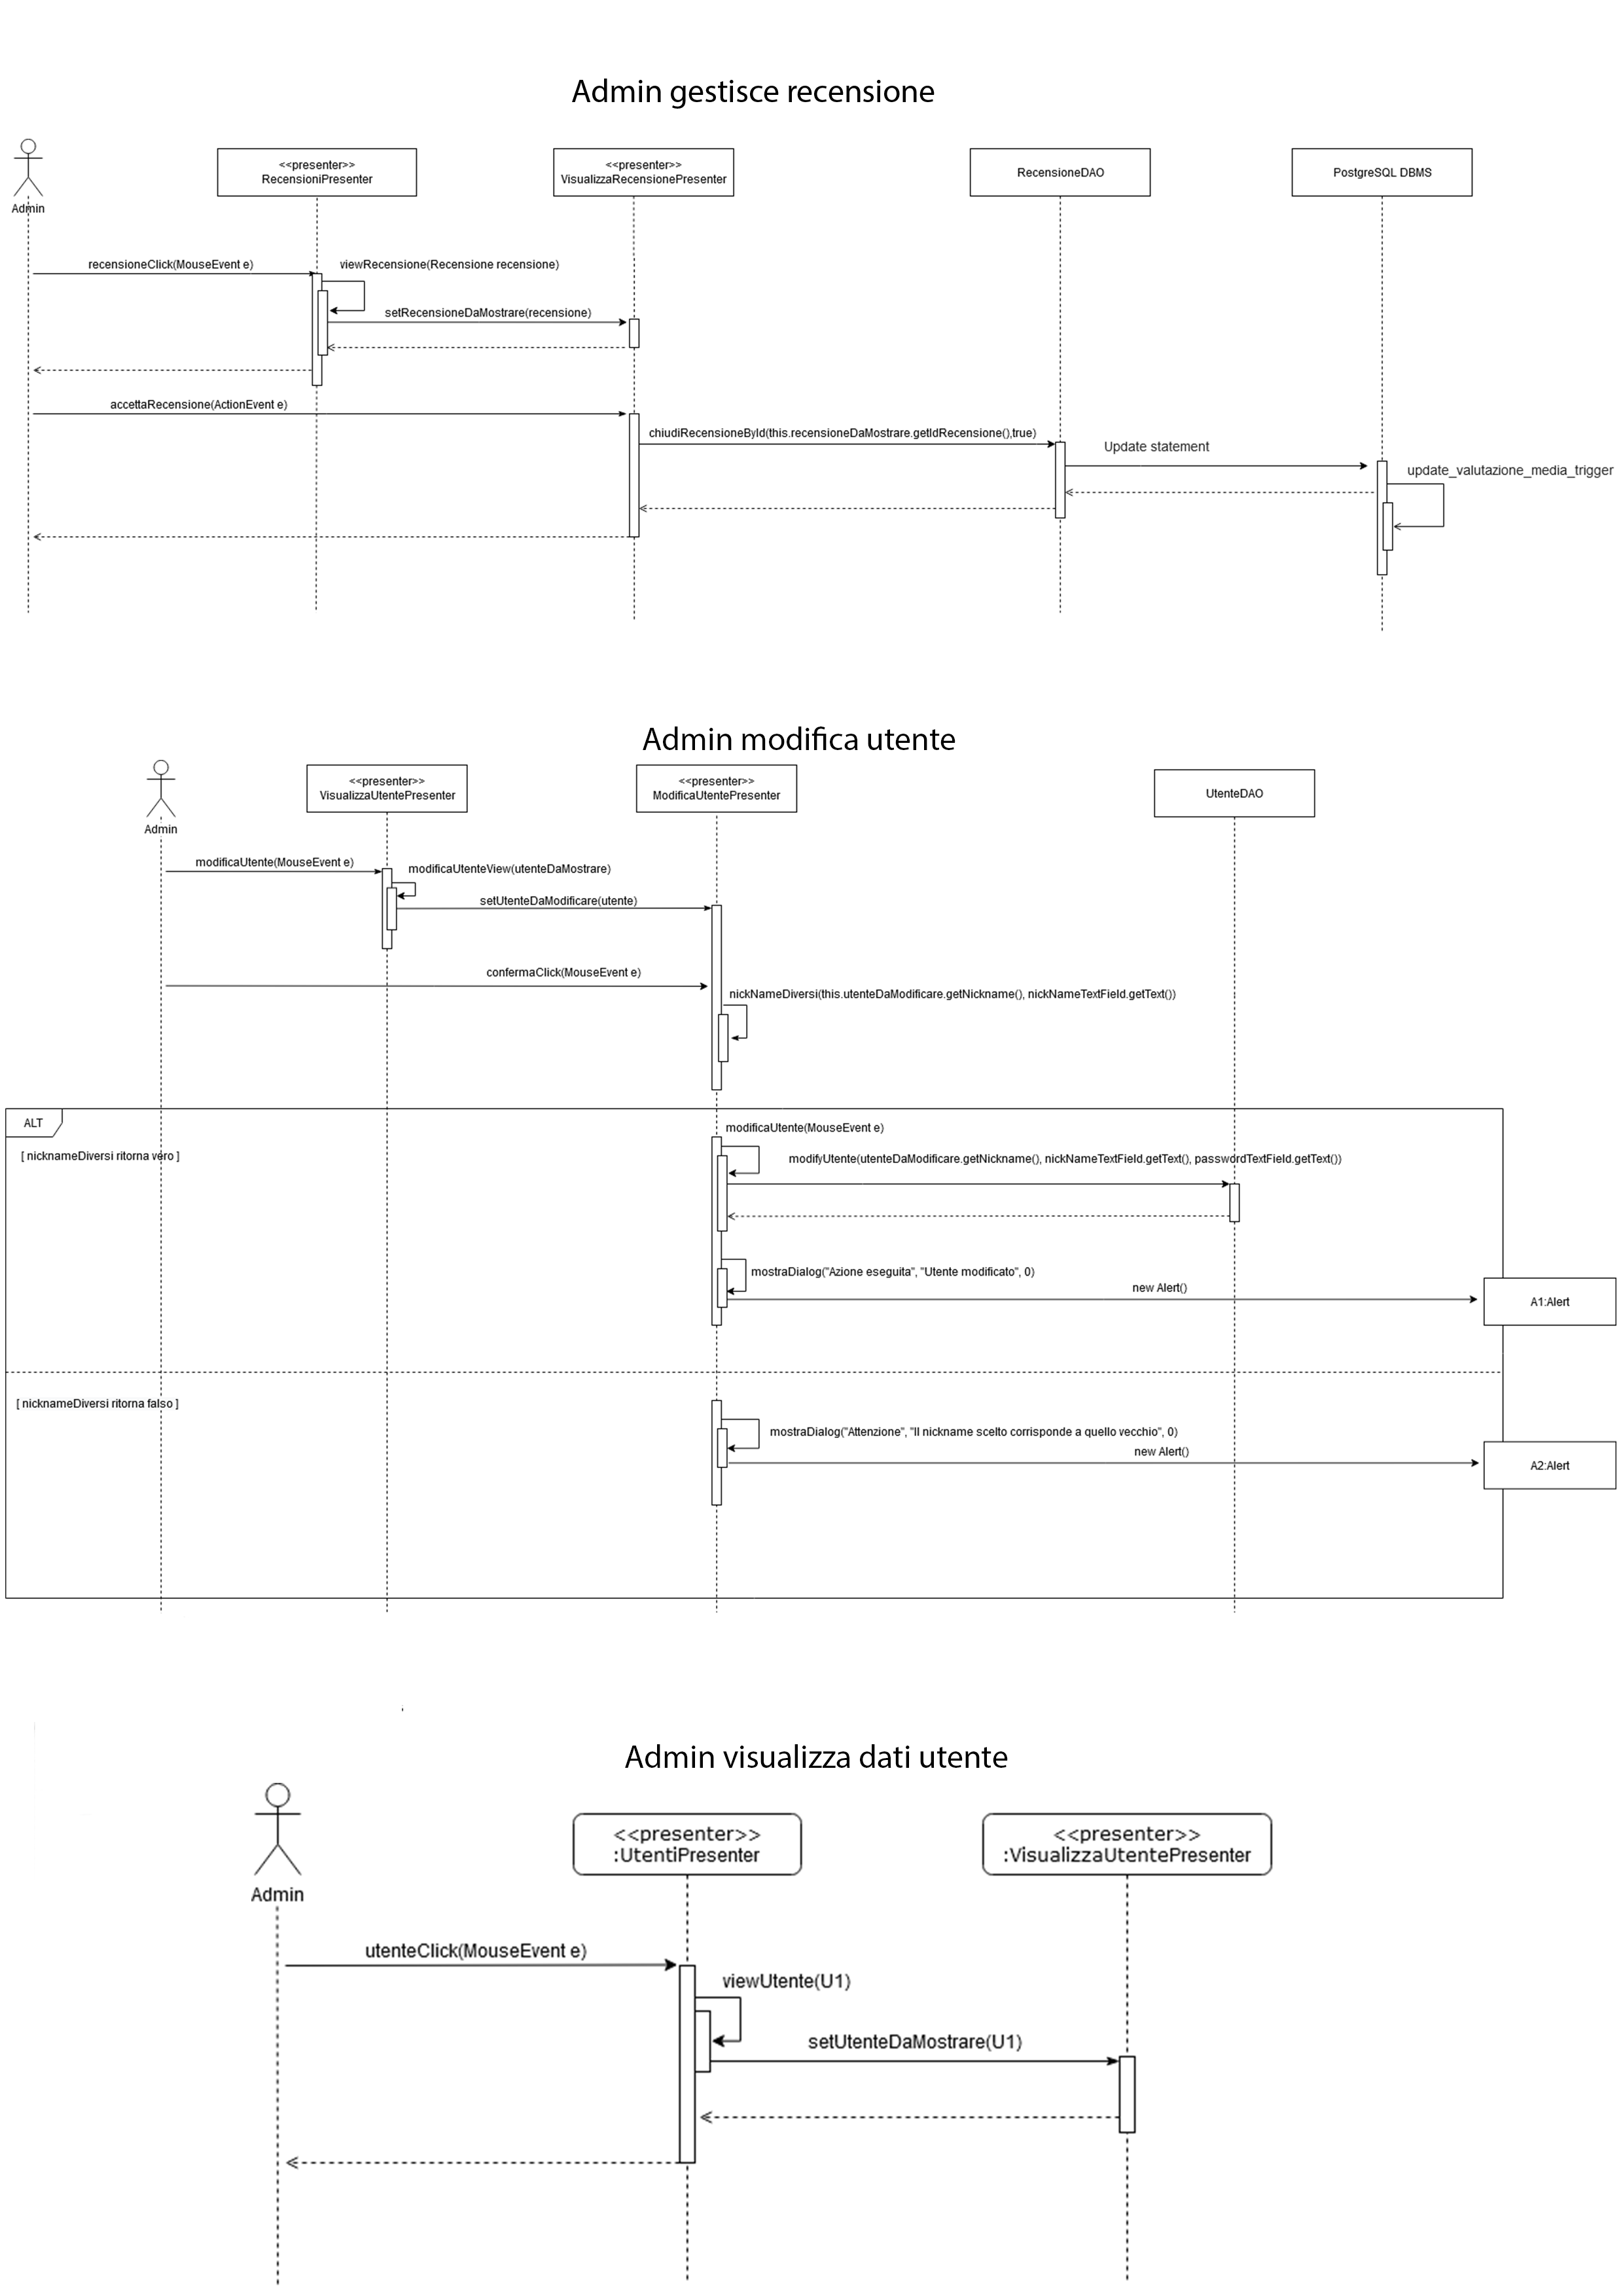 Admin gestisce recensione
<<presenter>>
RecensioniPresenter
<<presenter>>
VisualizzaRecensionePresenter
RecensioneDAO
PostgreSQL DBMS
Admin
recensioneClick(MouseEvent e)
viewRecensione(Recensione recensione)
setRecensioneDaMostrare(recensione)
accettaRecensione(ActionEvent e)
chiudiRecensioneById(this.recensioneDaMostrare.getIdRecensione(),true)
Update statement
update_valutazione_media_trigger
Admin modifica utente
<<presenter>>
VisualizzaUtentePresenter
<<presenter>>
ModificaUtentePresenter
UtenteDAO
Admin
modificaUtente(MouseEvent e)
modificaUtenteView(utenteDaMostrare)
setUtenteDaModificare(utente)
confermaClick(MouseEvent e)
nickNameDiversi(this.utenteDaModificare.getNickname(), nickNameTextField.getText())
ALT
modificaUtente(MouseEvent e)
[ nicknameDiversi ritorna vero ]
modifyUtente(utenteDaModificare.getNickname(), nickNameTextField.getText(), passwordTextField.getText())
mostraDialog("Azione eseguita", "Utente modificato", 0)
new Alert()
A1:Alert
[ nicknameDiversi ritorna falso ]
mostraDialog("Attenzione", "Il nickname scelto corrisponde a quello vecchio", 0)
new Alert()
A2:Alert
Admin visualizza dati utente
<<presenter>>
:UtentiPresenter
<<presenter>>
:VisualizzaUtentePresenter
Admin
utenteClick(MouseEvent e)
viewUtente(U1)
setUtenteDaMostrare(U1)